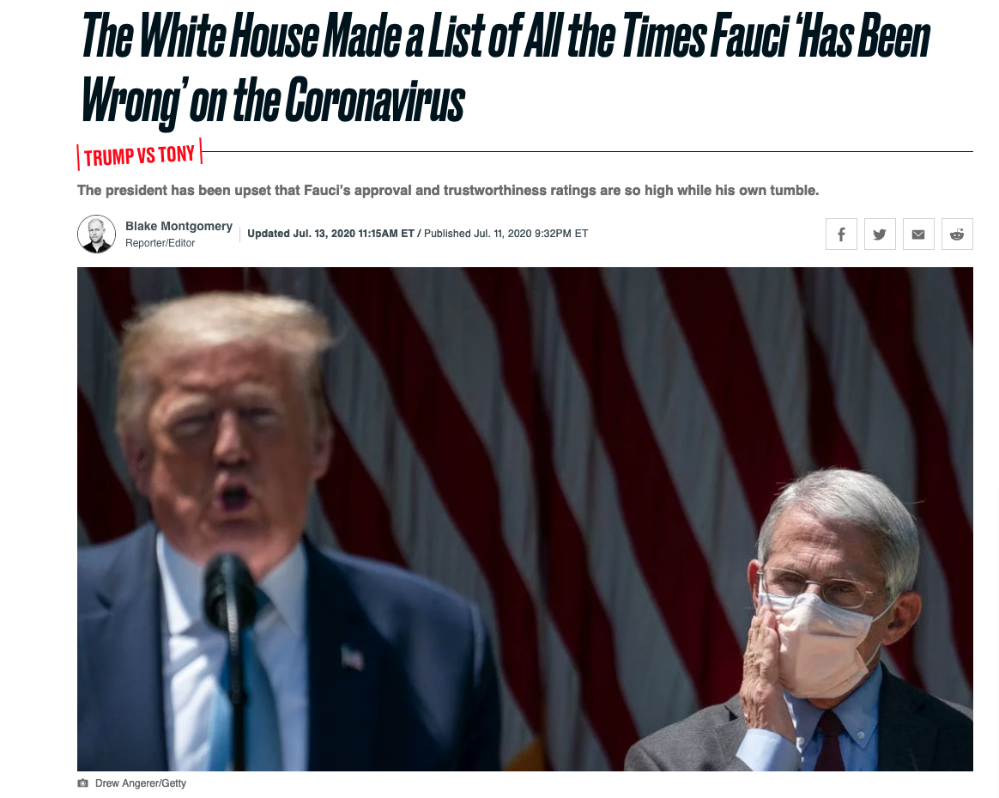 The White House Made a List of All the Times Fauci ‘Has Been
Wrong’ on the Coronavirus
TRUMP VS TONY
The president has been upset that Fauci’s approval and trustworthiness ratings are so high while his own tumble.
Blake Montgomery
Reporter/Editor
Updated Jul. 13, 2020 11:15AM ET / Published Jul. 11, 2020 9:32PM ET
Drew Angerer/Getty